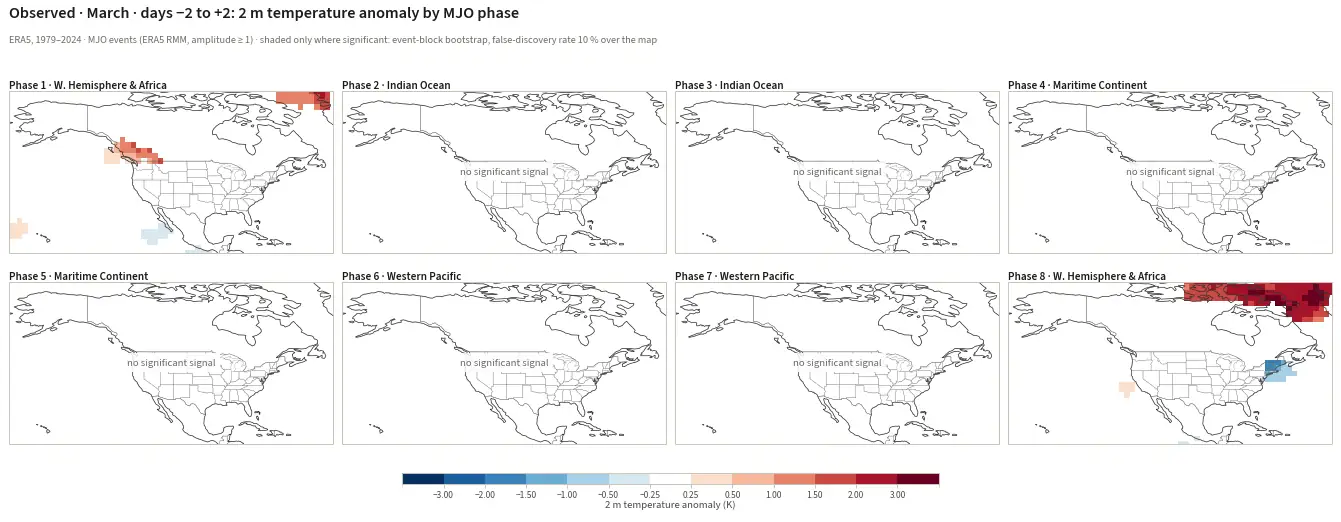 Observed · March · days −2 to +2: 2 m temperature anomaly by MJO phase
ERA5, 1979–2024 · MJO events (ERA5 RMM, amplitude ≥ 1) · shaded only where significant: event-block bootstrap, false-discovery rate 10 % over the map
Phase 1 · W. Hemisphere & Africa
Phase 2 · Indian Ocean
Phase 3 · Indian Ocean
Phase 4 · Maritime Continent
no significant signal
no significant signal
no significant signal
Phase 5 · Maritime Continent
Phase 6 · Western Pacific
Phase 7 · Western Pacific
Phase 8 · W. Hemisphere & Africa
no significant signal
no significant signal
no significant signal
−3.00 −2.00 −1.50 −1.00 −0.50 −0.25 0.25 0.50 1.00 1.50 2.00 3.00
2 m temperature anomaly (K)